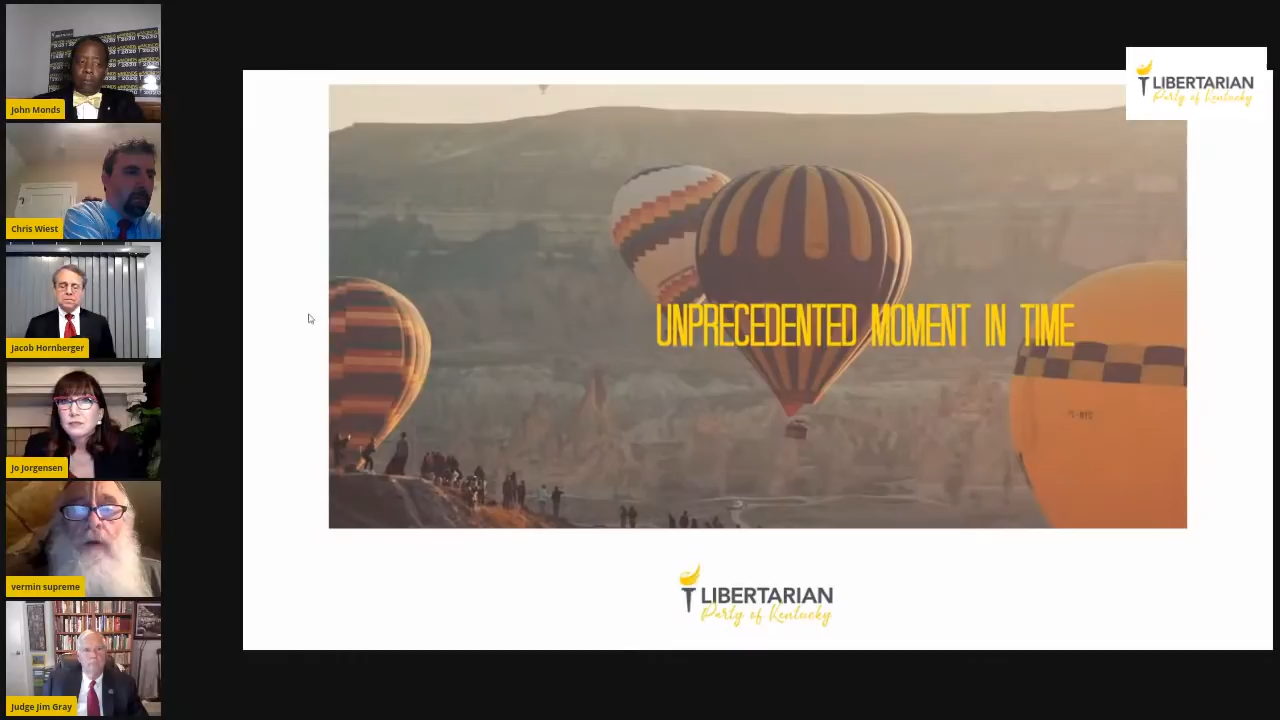 John Monds
Chris Wiest
Jacob Hornberger
Jo Jorgensen
vermin supreme
Judge Jim Gray
LIBERTARIAN
Party of Kentucky
UNPRECEDENTED MOMENT IN TIME
LIBERTARIAN
Party of Kentucky